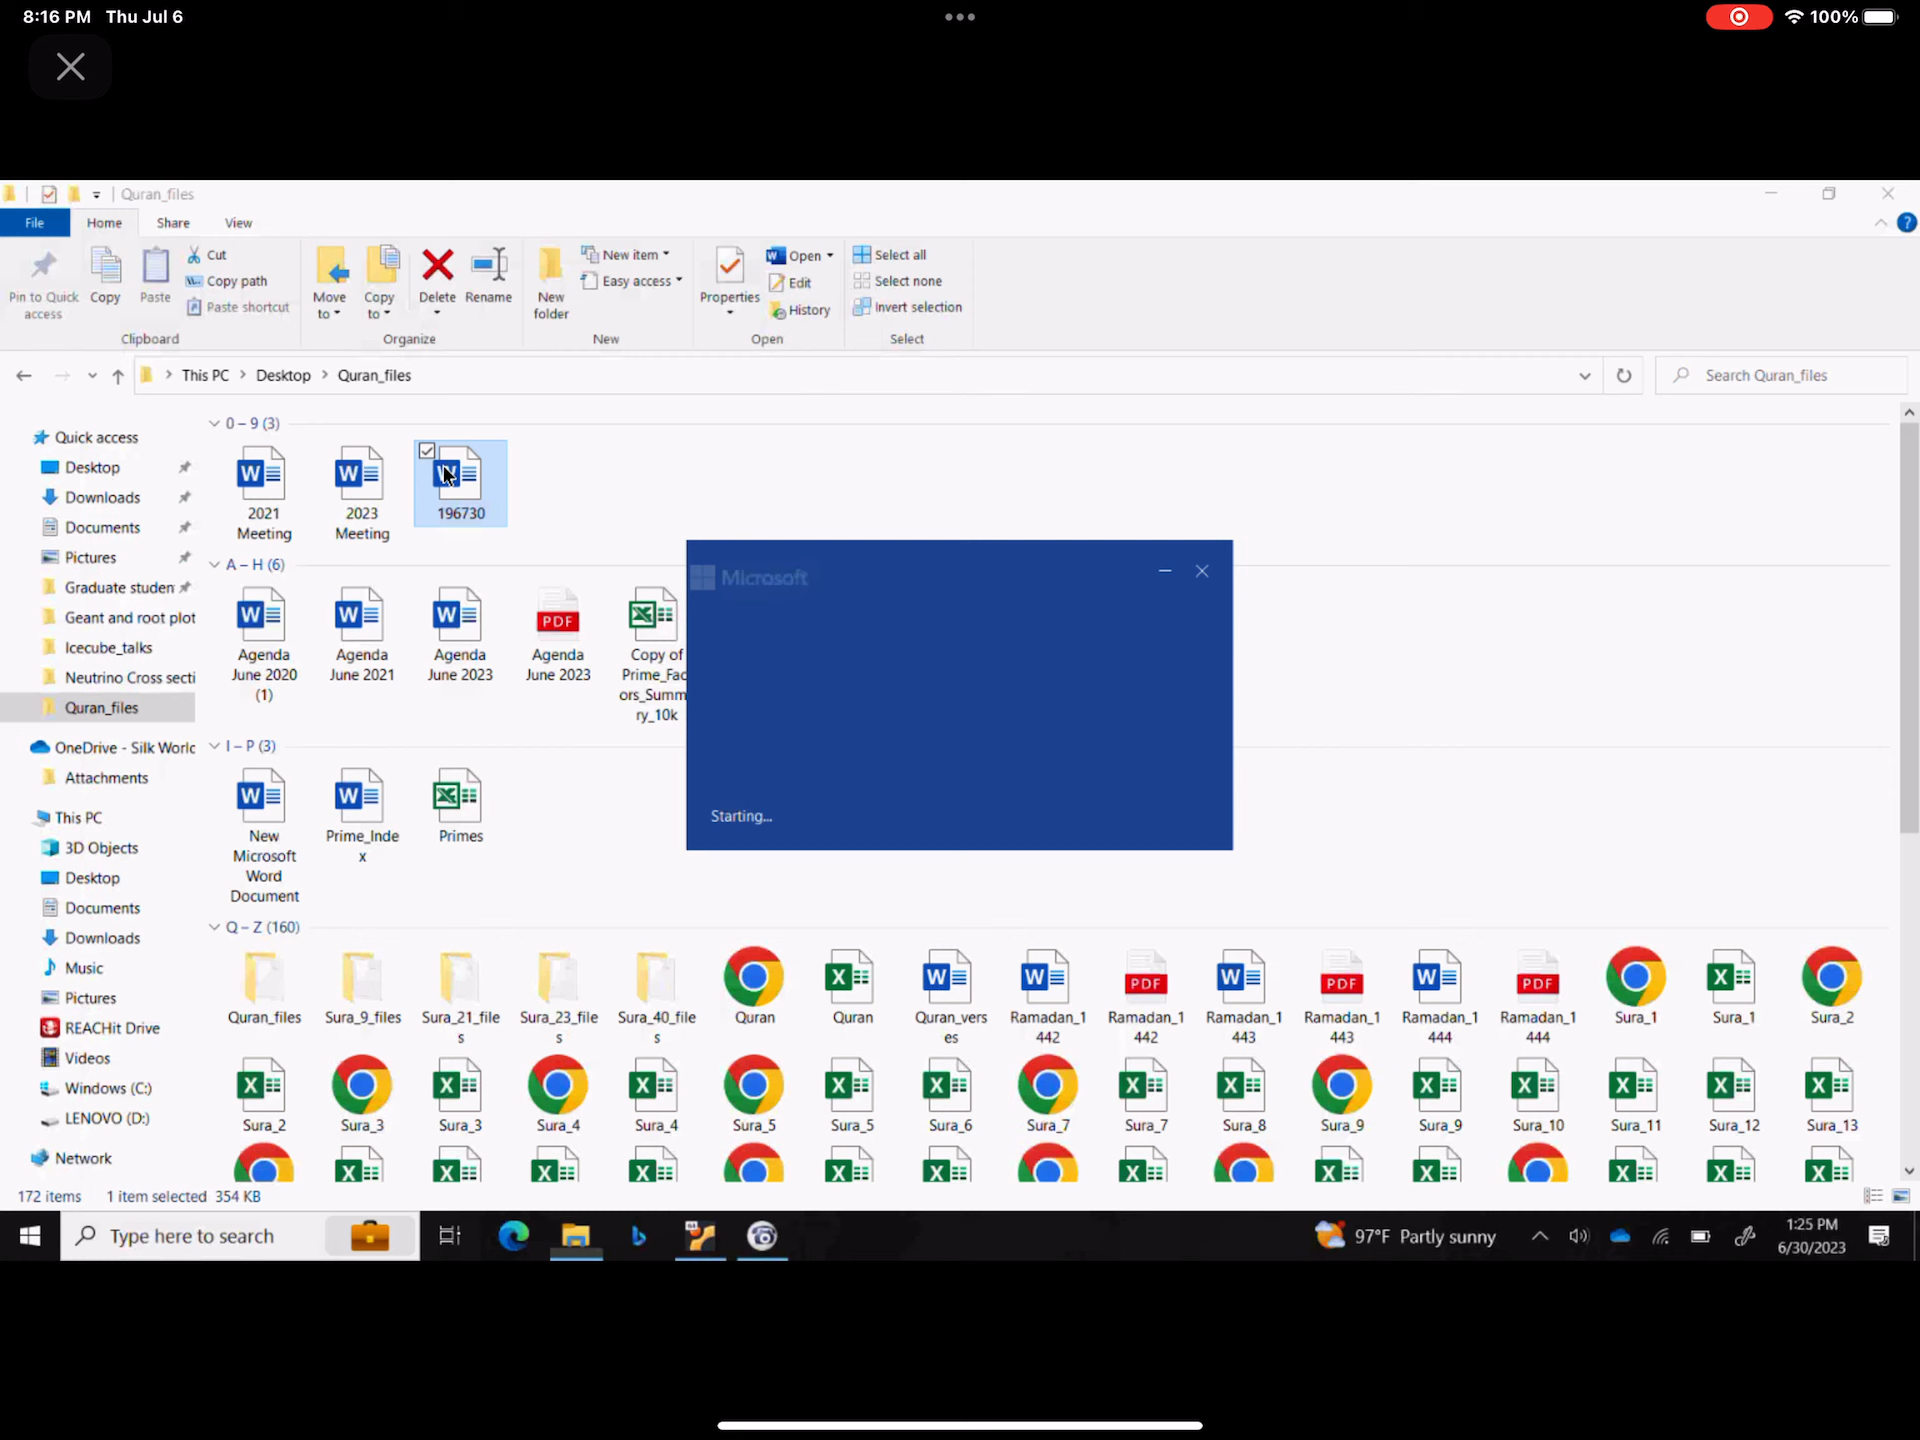 8:16 PM Thu Jul 6
100%
Quran_files
File Home Share View
Pin to Quick access
Copy
Paste
Cut
Copy path
Paste shortcut
Clipboard
Move to
Copy to
Delete
Rename
Organize
New folder
New item
Easy access
New
Properties
Open
Edit
History
Open
Select all
Select none
Invert selection
Select
This PC > Desktop > Quran_files
Search Quran_files
Quick access
Desktop
Downloads
Documents
Pictures
Graduate studen
Geant and root plot
Icecube_talks
Neutrino Cross secti
Quran_files
OneDrive - Silk Worlc
Attachments
This PC
3D Objects
Desktop
Documents
Downloads
Music
Pictures
REACHit Drive
Videos
Windows (C:)
LENOVO (D:)
Network
0 – 9 (3)
2021 Meeting
2023 Meeting
196730
A – H (6)
Agenda June 2020 (1)
Agenda June 2021
Agenda June 2023
PDF
Agenda June 2023
Copy of Prime_Fac
ors_Summ
ry_10k
Microsoft
Starting...
I – P (3)
New Microsoft Word Document
Prime_Inde
x
Primes
Q – Z (160)
PDF PDF PDF
Quran_files
Sura_9_files
Sura_21_file
s
Sura_23_file
s
Sura_40_file
s
Quran
Quran
Quran_vers
es
Ramadan_1
442
Ramadan_1
442
Ramadan_1
443
Ramadan_1
443
Ramadan_1
444
Ramadan_1
444
Sura_1
Sura_1
Sura_2
Sura_2 Sura_3 Sura_3 Sura_4 Sura_4 Sura_5 Sura_5 Sura_6 Sura_7 Sura_7 Sura_8 Sura_9 Sura_9 Sura_10 Sura_11 Sura_12 Sura_13
172 items 1 item selected 354 KB
Type here to search
97°F Partly sunny
1:25 PM
6/30/2023